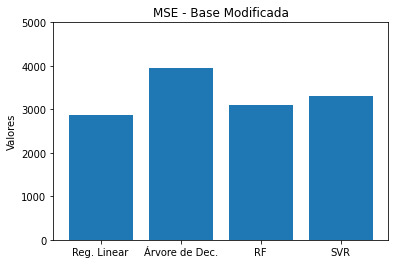 MSE - Base Modificada
5000
4000
3000
2000
1000
0
Valores
Reg. Linear Árvore de Dec. RF SVR